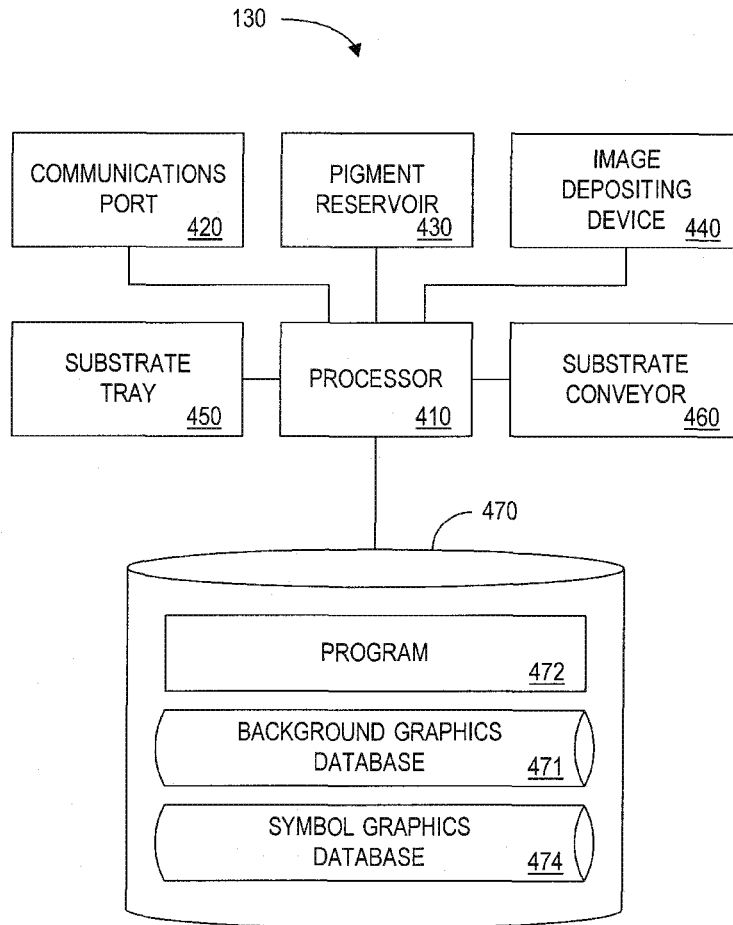 130
COMMUNICATIONS
PORT
420
PIGMENT
RESERVOIR
430
IMAGE
DEPOSITING
DEVICE
440
SUBSTRATE
TRAY
450
PROCESSOR
410
SUBSTRATE
CONVEYOR
460
470
PROGRAM
472
BACKGROUND GRAPHICS
DATABASE
471
SYMBOL GRAPHICS
DATABASE
474